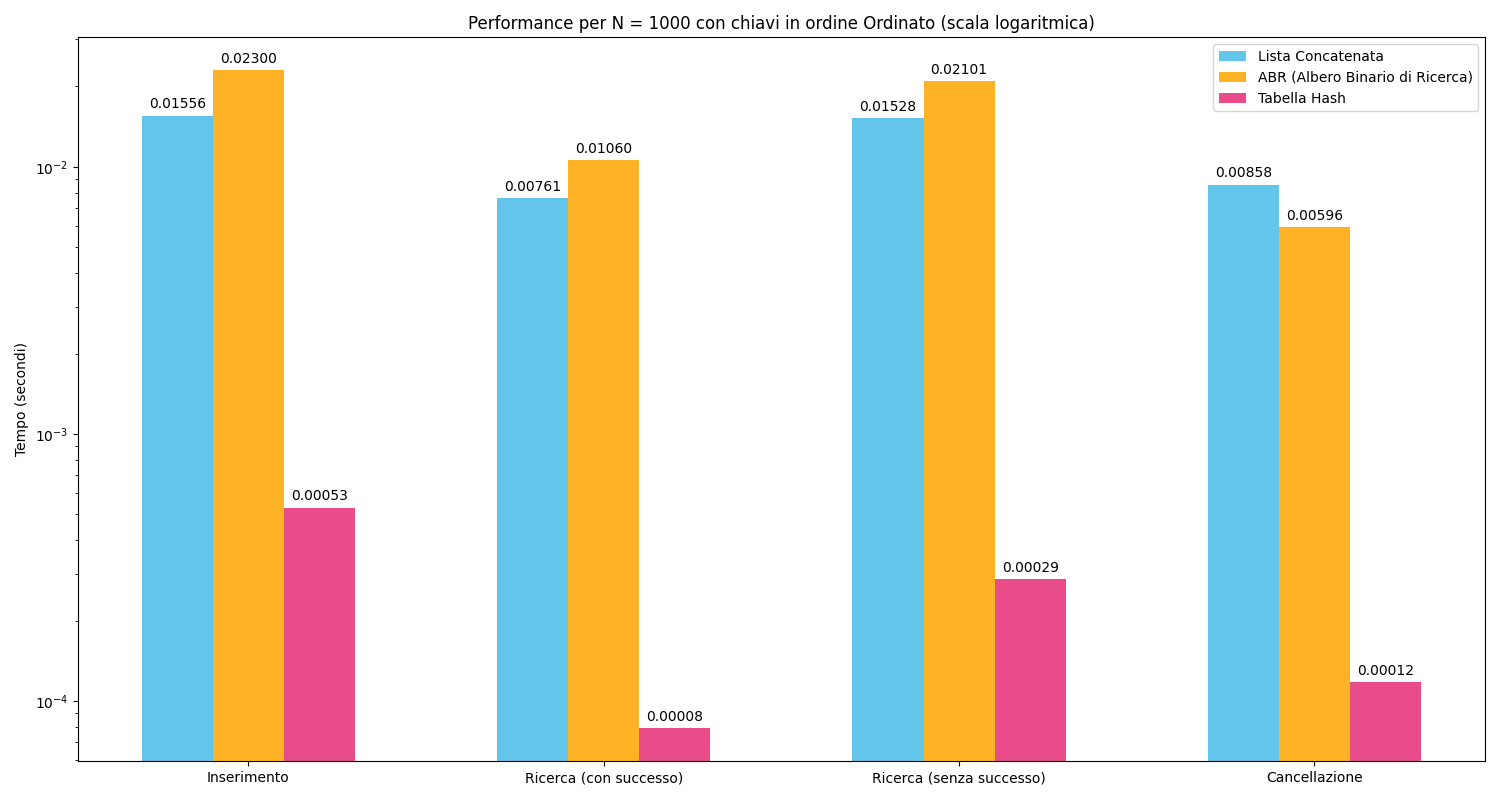 Performance per N = 1000 con chiavi in ordine Ordinato (scala logaritmica)
Lista Concatenata
ABR (Albero Binario di Ricerca)
Tabella Hash
Tempo (secondi)
10⁻²
10⁻³
10⁻⁴
0.01556
0.02300
0.00053
0.00761
0.01060
0.00008
0.01528
0.02101
0.00029
0.00858
0.00596
0.00012
Inserimento
Ricerca (con successo)
Ricerca (senza successo)
Cancellazione